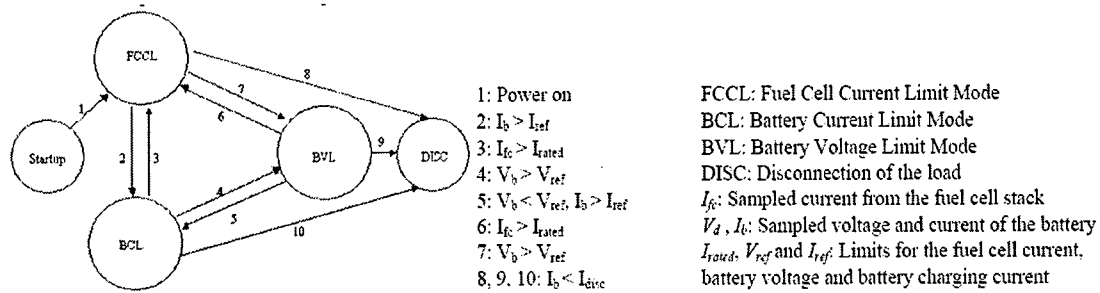 FCCL
8
7
1
6
9
Startup
2
3
BVL
DISC
4
5
BCL
10
1: Power on
2: I_b > I_ref
3: I_fc > I_rated
4: V_b > V_ref
5: V_b < V_ref, I_b > I_ref
6: I_fc > I_rated
7: V_b > V_ref
8, 9, 10: I_b < I_disc
FCCL: Fuel Cell Current Limit Mode
BCL: Battery Current Limit Mode
BVL: Battery Voltage Limit Mode
DISC: Disconnection of the load
I_fc: Sampled current from the fuel cell stack
V_d , I_b: Sampled voltage and current of the battery
I_rated, V_ref and I_ref: Limits for the fuel cell current,
battery voltage and battery charging current